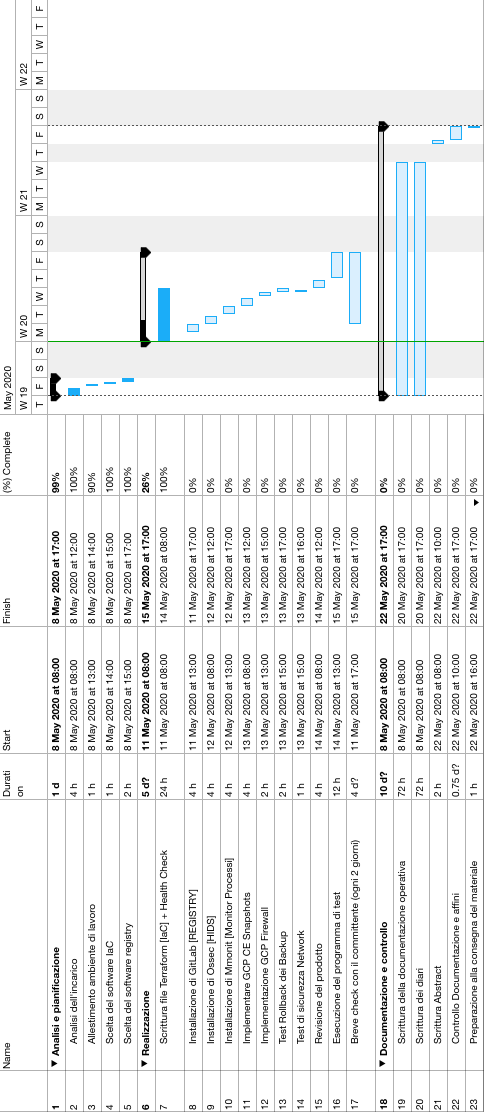 Name Duration Start Finish (%) Complete May 2020
W 19 W 20 W 21 W 22
T F S S M T W T F S S M T W T F S S M T W T F
1 ▼ Analisi e pianificazione 1 d 8 May 2020 at 08:00 8 May 2020 at 17:00 99%
2 Analisi dell'incarico 4 h 8 May 2020 at 08:00 8 May 2020 at 12:00 100%
3 Allestimento ambiente di lavoro 1 h 8 May 2020 at 13:00 8 May 2020 at 14:00 90%
4 Scelta del software IaC 1 h 8 May 2020 at 14:00 8 May 2020 at 15:00 100%
5 Scelta del software registry 2 h 8 May 2020 at 15:00 8 May 2020 at 17:00 100%
6 ▼ Realizzazione 5 d? 11 May 2020 at 08:00 15 May 2020 at 17:00 26%
7 Scrittura file Terraform [IaC] + Health Check 24 h 11 May 2020 at 08:00 14 May 2020 at 08:00 100%
8 Installazione di GitLab [REGISTRY] 4 h 11 May 2020 at 13:00 11 May 2020 at 17:00 0%
9 Installazione di Ossec [HIDS] 4 h 12 May 2020 at 08:00 12 May 2020 at 12:00 0%
10 Installazione di Mmonit [Monitor Processi] 4 h 12 May 2020 at 13:00 12 May 2020 at 17:00 0%
11 Implementare GCP CE Snapshots 4 h 13 May 2020 at 08:00 13 May 2020 at 12:00 0%
12 Implementazione GCP Firewall 2 h 13 May 2020 at 13:00 13 May 2020 at 15:00 0%
13 Test Rollback dei Backup 2 h 13 May 2020 at 15:00 13 May 2020 at 17:00 0%
14 Test di sicurezza Network 1 h 13 May 2020 at 15:00 13 May 2020 at 16:00 0%
15 Revisione del prodotto 4 h 14 May 2020 at 08:00 14 May 2020 at 12:00 0%
16 Esecuzione del programma di test 12 h 14 May 2020 at 13:00 15 May 2020 at 17:00 0%
17 Breve check con il committente (ogni 2 giorni) 4 d? 11 May 2020 at 17:00 15 May 2020 at 17:00 0%
18 ▼ Documentazione e controllo 10 d? 8 May 2020 at 08:00 22 May 2020 at 17:00 0%
19 Scrittura della documentazione operativa 72 h 8 May 2020 at 08:00 20 May 2020 at 17:00 0%
20 Scrittura dei diari 72 h 8 May 2020 at 08:00 20 May 2020 at 17:00 0%
21 Scrittura Abstract 2 h 22 May 2020 at 08:00 22 May 2020 at 10:00 0%
22 Controllo Documentazione e affini 0.75 d? 22 May 2020 at 10:00 22 May 2020 at 17:00 0%
23 Preparazione alla consegna del materiale 1 h 22 May 2020 at 16:00 22 May 2020 at 17:00 0%